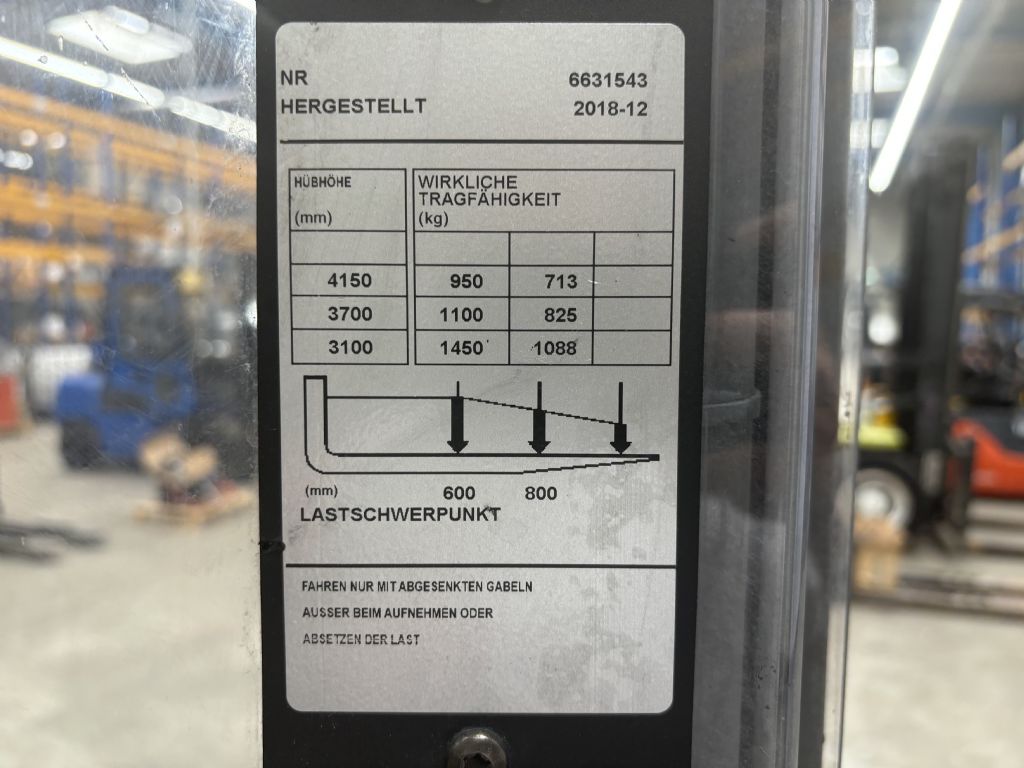 NR 6631543
HERGESTELLT 2018-12
HÜBHÖHE
(mm)
WIRKLICHE
TRAGFÄHIGKEIT
(kg)
4150 950 713
3700 1100 825
3100 1450 1088
(mm) 600 800
LASTSCHWERPUNKT
FAHREN NUR MIT ABGESENKTEN GABELN
AUSSER BEIM AUFNEHMEN ODER
ABSETZEN DER LAST